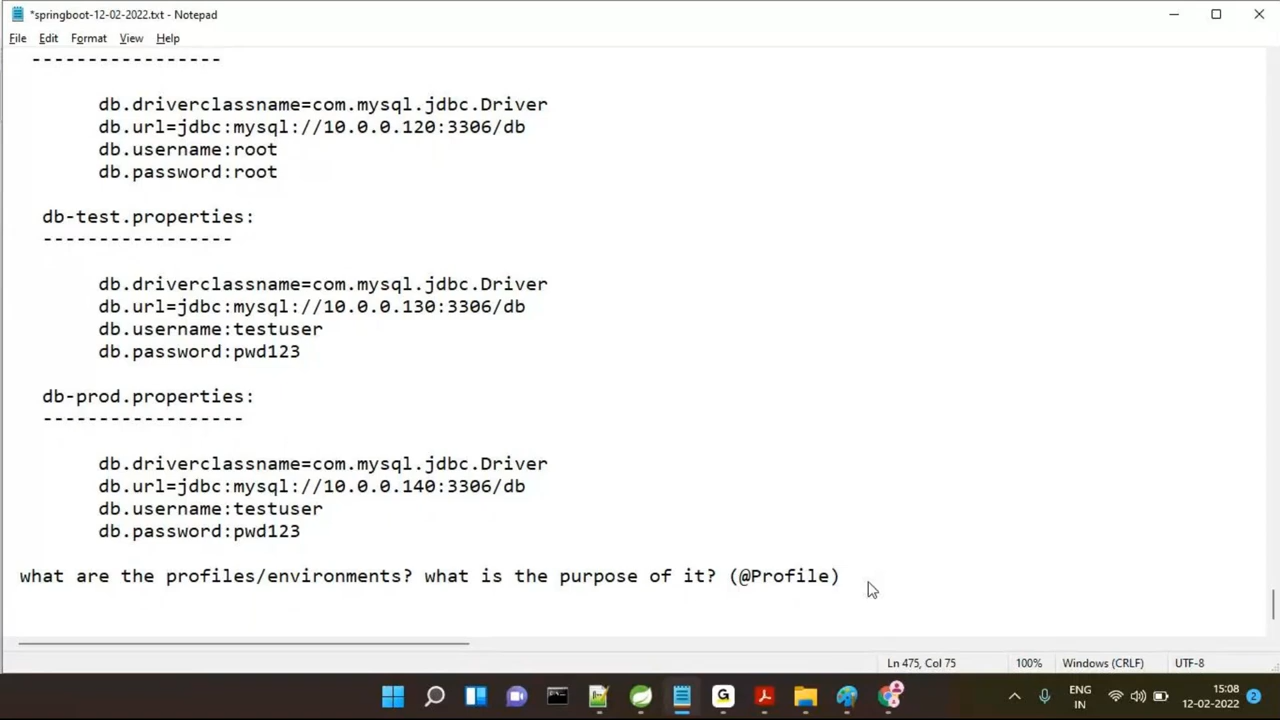 *springboot-12-02-2022.txt - Notepad
File Edit Format View Help
-----------------
db.driverclassname=com.mysql.jdbc.Driver
db.url=jdbc:mysql://10.0.0.120:3306/db
db.username:root
db.password:root
db-test.properties:
-----------------
db.driverclassname=com.mysql.jdbc.Driver
db.url=jdbc:mysql://10.0.0.130:3306/db
db.username:testuser
db.password:pwd123
db-prod.properties:
------------------
db.driverclassname=com.mysql.jdbc.Driver
db.url=jdbc:mysql://10.0.0.140:3306/db
db.username:testuser
db.password:pwd123
what are the profiles/environments? what is the purpose of it? (@Profile)
Ln 475, Col 75 100% Windows (CRLF) UTF-8
G
ENG
IN
15:08
12-02-2022
2